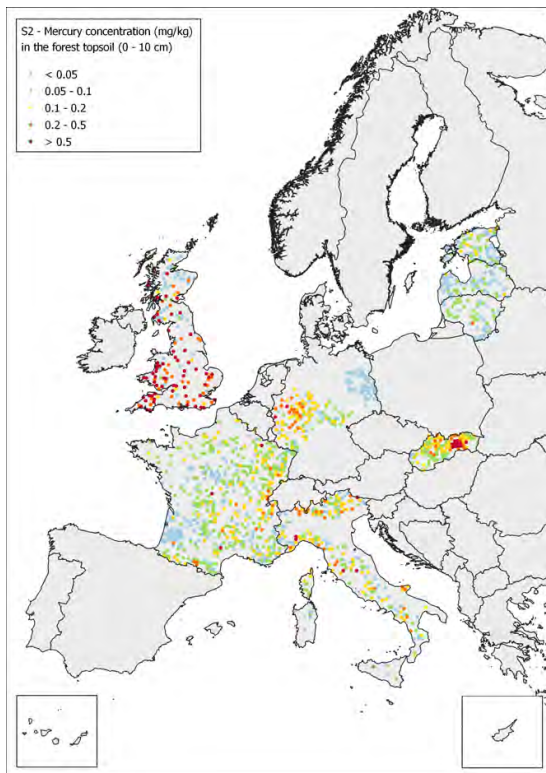 S2 - Mercury concentration (mg/kg)
in the forest topsoil (0 - 10 cm)
< 0.05
0.05 - 0.1
0.1 - 0.2
0.2 - 0.5
> 0.5